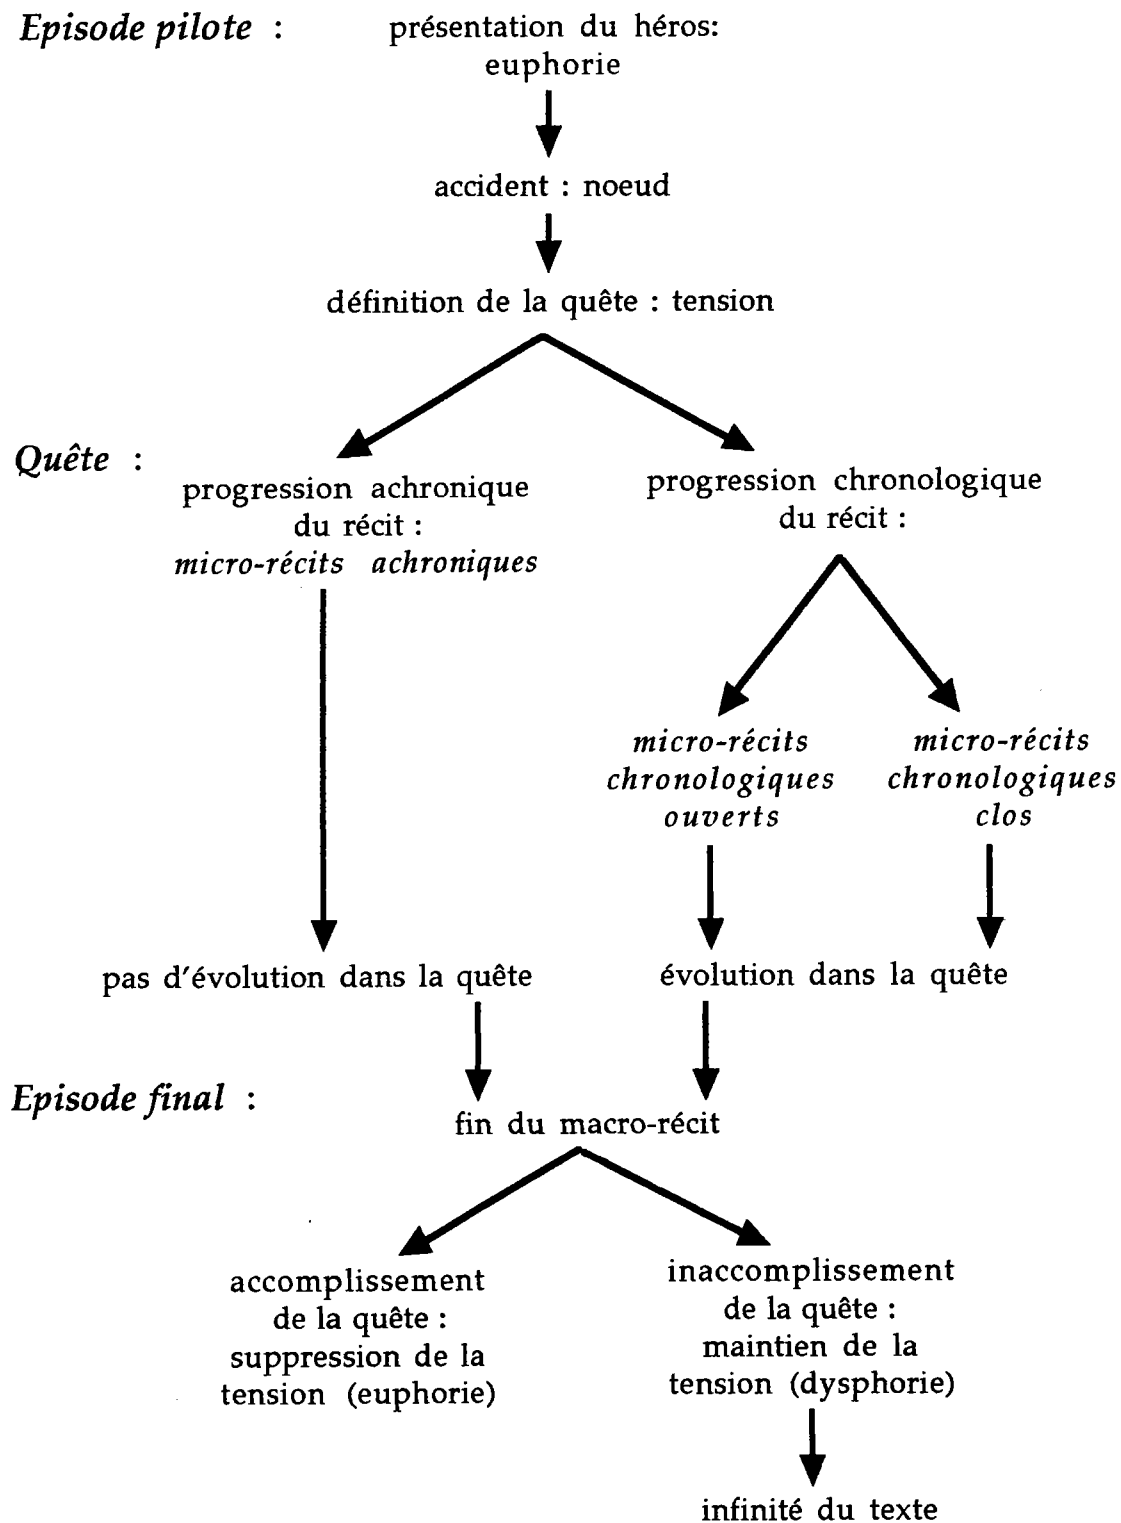 Episode pilote :
présentation du héros:
euphorie
accident : noeud
définition de la quête : tension
Quête :
progression achronique
du récit :
micro-récits achroniques
progression chronologique
du récit :
micro-récits
chronologiques
ouverts
micro-récits
chronologiques
clos
pas d'évolution dans la quête
évolution dans la quête
Episode final :
fin du macro-récit
accomplissement
de la quête :
suppression de la
tension (euphorie)
inaccomplissement
de la quête :
maintien de la
tension (dysphorie)
infinité du texte